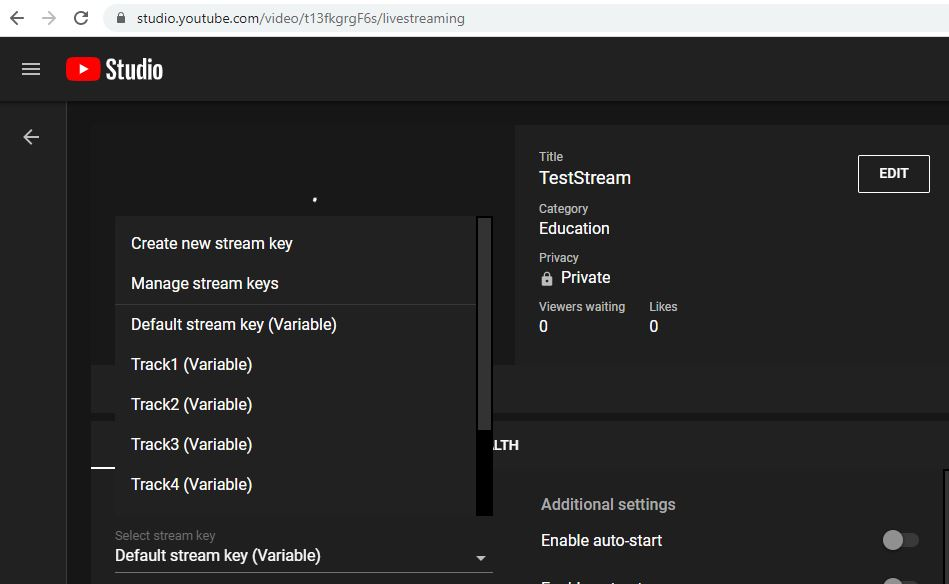 studio.youtube.com/video/t13fkgrgF6s/livestreaming
Studio
Title
TestStream
EDIT
Category
Education
Privacy
Private
Viewers waiting
Likes
0
0
Create new stream key
Manage stream keys
Default stream key (Variable)
Track1 (Variable)
Track2 (Variable)
Track3 (Variable)
Track4 (Variable)
LTH
Select stream key
Default stream key (Variable)
Additional settings
Enable auto-start